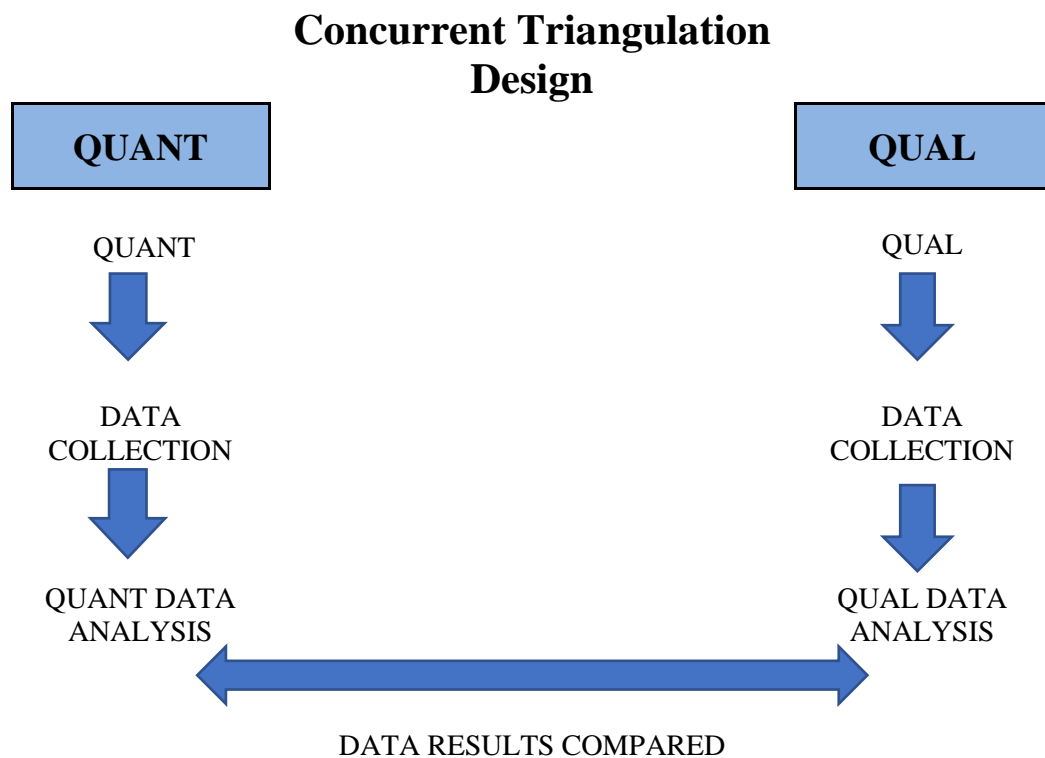 Concurrent Triangulation
Design
QUANT
QUAL
QUANT
QUAL
DATA
COLLECTION
DATA
COLLECTION
QUANT DATA
ANALYSIS
QUAL DATA
ANALYSIS
DATA RESULTS COMPARED